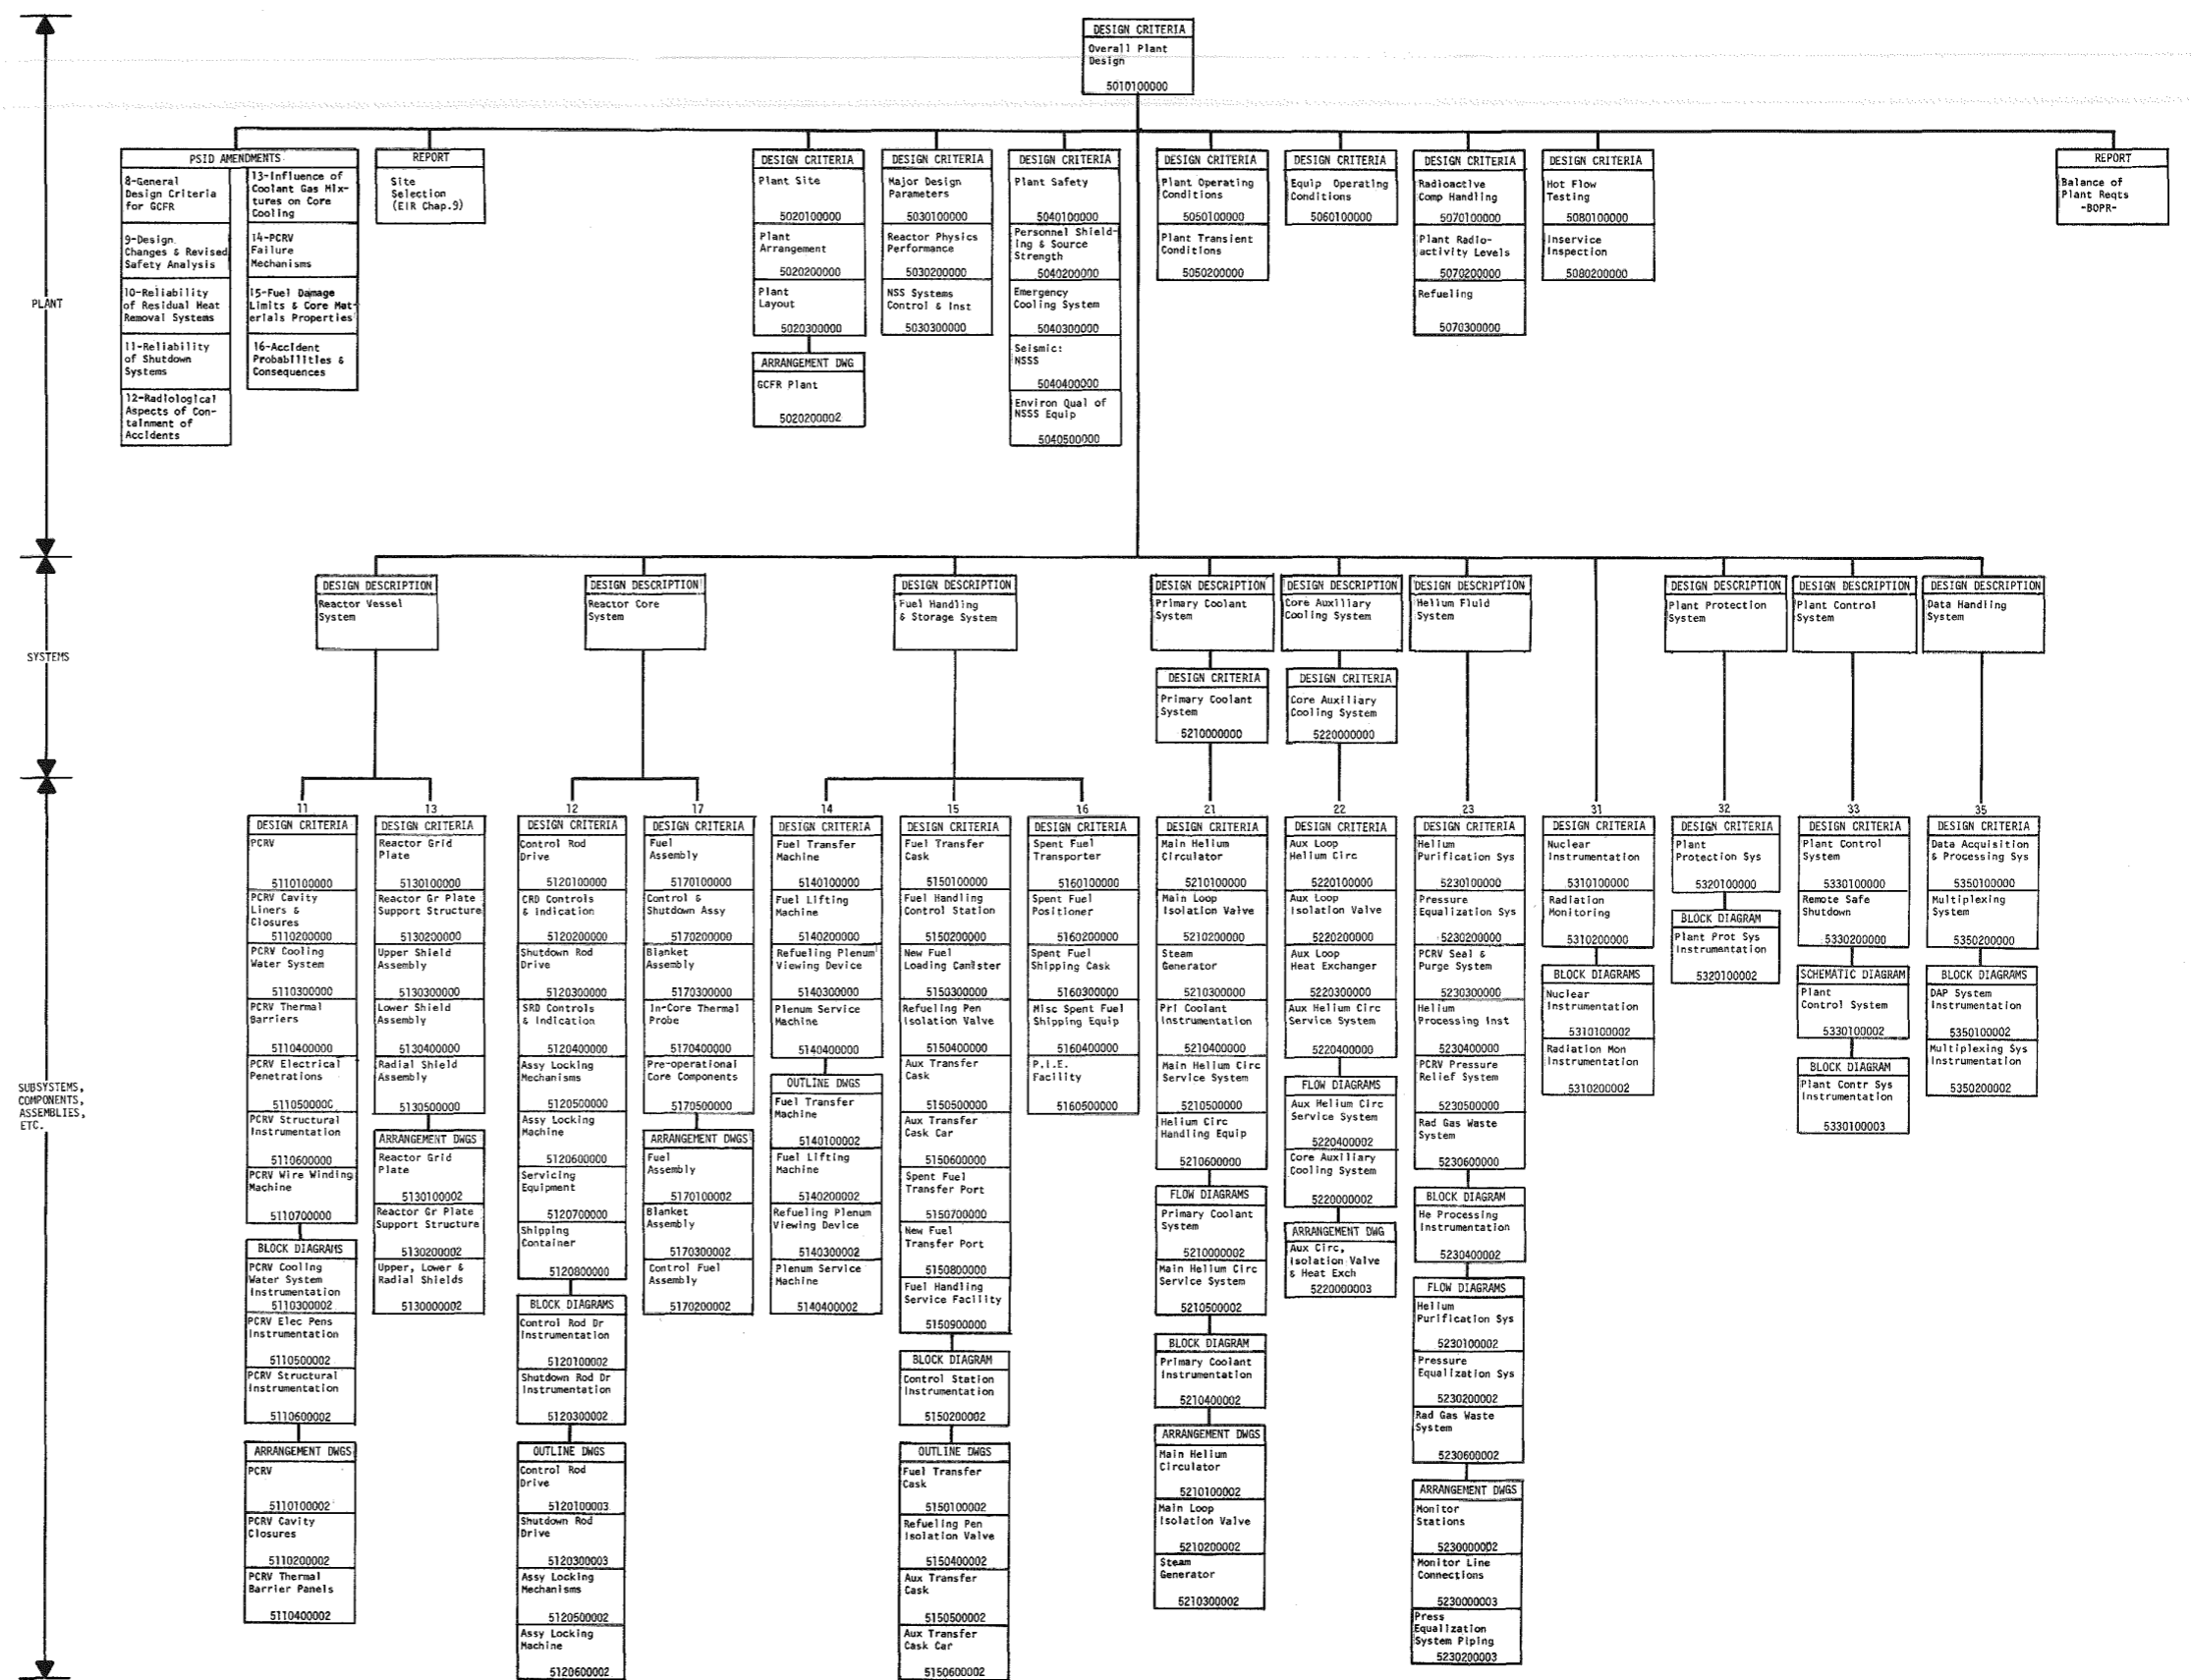 DESIGN CRITERIA
Overall Plant
Design
5010100000
PLANT
PSID AMENDMENTS
8-General
Design Criteria
for GCFR
9-Design
Changes & Revised
Safety Analysis
10-Reliability
of Residual Heat
Removal Systems
11-Reliability
of Shutdown
Systems
12-Radiological
Aspects of Con-
tainment of
Accidents
13-Influence of
Coolant Gas Mix-
tures on Core
Cooling
14-PCRV
Failure
Mechanisms
15-Fuel Damage
Limits & Core Mat-
erials Properties
16-Accident
Probabilities &
Consequences
REPORT
Site
Selection
(EIR Chap.9)
DESIGN CRITERIA
Plant Site
5020100000
Plant
Arrangement
5020200000
Plant
Layout
5020300000
ARRANGEMENT DWG
GCFR Plant
5020200002
DESIGN CRITERIA
Major Design
Parameters
5030100000
Reactor Physics
Performance
5030200000
NSS Systems
Control & Inst
5030300000
DESIGN CRITERIA
Plant Safety
5040100000
Personnel Shield-
ing & Source
Strength
5040200000
Emergency
Cooling System
5040300000
Seismic:
NSSS
5040400000
Environ Qual of
NSSS Equip
5040500000
DESIGN CRITERIA
Plant Operating
Conditions
5050100000
Plant Transient
Conditions
5050200000
DESIGN CRITERIA
Equip Operating
Conditions
5060100000
DESIGN CRITERIA
Radioactive
Comp Handling
5070100000
Plant Radio-
activity Levels
5070200000
Refueling
5070300000
DESIGN CRITERIA
Hot Flow
Testing
5080100000
Inservice
Inspection
5080200000
REPORT
Balance of
Plant Reqts
-BOPR-
SYSTEMS
DESIGN DESCRIPTION
Reactor Vessel
System
DESIGN DESCRIPTION
Reactor Core
System
DESIGN DESCRIPTION
Fuel Handling
& Storage System
DESIGN DESCRIPTION
Primary Coolant
System
DESIGN CRITERIA
Primary Coolant
System
5210000000
DESIGN DESCRIPTION
Core Auxiliary
Cooling System
DESIGN CRITERIA
Core Auxiliary
Cooling System
5220000000
DESIGN DESCRIPTION
Helium Fluid
System
DESIGN DESCRIPTION
Plant Protection
System
DESIGN DESCRIPTION
Plant Control
System
DESIGN DESCRIPTION
Data Handling
System
SUBSYSTEMS,
COMPONENTS,
ASSEMBLIES,
ETC.
11
DESIGN CRITERIA
PCRV
5110100000
PCRV Cavity
Liners &
Closures
5110200000
PCRV Cooling
Water System
5110300000
PCRV Thermal
Barriers
5110400000
PCRV Electrical
Penetrations
5110500000
PCRV Structural
Instrumentation
5110600000
PCRV Wire Winding
Machine
5110700000
BLOCK DIAGRAMS
PCRV Cooling
Water System
Instrumentation
5110300002
PCRV Elec Pens
Instrumentation
5110500002
PCRV Structural
Instrumentation
5110600002
ARRANGEMENT DWGS
PCRV
5110100002
PCRV Cavity
Closures
5110200002
PCRV Thermal
Barrier Panels
5110400002
13
DESIGN CRITERIA
Reactor Grid
Plate
5130100000
Reactor Gr Plate
Support Structure
5130200000
Upper Shield
Assembly
5130300000
Lower Shield
Assembly
5130400000
Radial Shield
Assembly
5130500000
ARRANGEMENT DWGS
Reactor Grid
Plate
5130100002
Reactor Gr Plate
Support Structure
5130200002
Upper, Lower &
Radial Shields
5130000002
12
DESIGN CRITERIA
Control Rod
Drive
5120100000
CRD Controls
& Indication
5120200000
Shutdown Rod
Drive
5120300000
SRD Controls
& Indication
5120400000
Assy Locking
Mechanisms
5120500000
Assy Locking
Machine
5120600000
Servicing
Equipment
5120700000
Shipping
Container
5120800000
BLOCK DIAGRAMS
Control Rod Dr
Instrumentation
5120100002
Shutdown Rod Dr
Instrumentation
5120300002
OUTLINE DWGS
Control Rod
Drive
5120100003
Shutdown Rod
Drive
5120300003
Assy Locking
Mechanisms
5120500002
Assy Locking
Machine
5120600002
17
DESIGN CRITERIA
Fuel
Assembly
5170100000
Control &
Shutdown Assy
5170200000
Blanket
Assembly
5170300000
In-Core Thermal
Probe
5170400000
Pre-operational
Core Components
5170500000
ARRANGEMENT DWGS
Fuel
Assembly
5170100002
Blanket
Assembly
5170300002
Control Fuel
Assembly
5170200002
14
DESIGN CRITERIA
Fuel Transfer
Machine
5140100000
Fuel Lifting
Machine
5140200000
Refueling Plenum
Viewing Device
5140300000
Plenum Service
Machine
5140400000
OUTLINE DWGS
Fuel Transfer
Machine
5140100002
Fuel Lifting
Machine
5140200002
Refueling Plenum
Viewing Device
5140300002
Plenum Service
Machine
5140400002
15
DESIGN CRITERIA
Fuel Transfer
Cask
5150100000
Fuel Handling
Control Station
5150200000
New Fuel
Loading Canister
5150300000
Refueling Pen
Isolation Valve
5150400000
Aux Transfer
Cask
5150500000
Aux Transfer
Cask Car
5150600000
Spent Fuel
Transfer Port
5150700000
New Fuel
Transfer Port
5150800000
Fuel Handling
Service Facility
5150900000
BLOCK DIAGRAM
Control Station
Instrumentation
5150200002
OUTLINE DWGS
Fuel Transfer
Cask
5150100002
Refueling Pen
Isolation Valve
5150400002
Aux Transfer
Cask
5150500002
Aux Transfer
Cask Car
5150600002
16
DESIGN CRITERIA
Spent Fuel
Transporter
5160100000
Spent Fuel
Positioner
5160200000
Spent Fuel
Shipping Cask
5160300000
Misc Spent Fuel
Shipping Equip
5160400000
P.I.E.
Facility
5160500000
21
DESIGN CRITERIA
Main Helium
Circulator
5210100000
Main Loop
Isolation Valve
5210200000
Steam
Generator
5210300000
Pri Coolant
Instrumentation
5210400000
Main Helium Circ
Service System
5210500000
Helium Circ
Handling Equip
5210600000
FLOW DIAGRAMS
Primary Coolant
System
5210000002
Main Helium Circ
Service System
5210500002
BLOCK DIAGRAM
Primary Coolant
Instrumentation
5210400002
ARRANGEMENT DWGS
Main Helium
Circulator
5210100002
Main Loop
Isolation Valve
5210200002
Steam
Generator
5210300002
22
DESIGN CRITERIA
Aux Loop
Helium Circ
5220100000
Aux Loop
Isolation Valve
5220200000
Aux Loop
Heat Exchanger
5220300000
Aux Helium Circ
Service System
5220400000
FLOW DIAGRAMS
Aux Helium Circ
Service System
5220400002
Core Auxiliary
Cooling System
5220000002
ARRANGEMENT DWG
Aux Circ,
Isolation Valve
& Heat Exch
5220000003
23
DESIGN CRITERIA
Helium
Purification Sys
5230100000
Pressure
Equalization Sys
5230200000
PCRV Seal &
Purge System
5230300000
Helium
Processing Inst
5230400000
PCRV Pressure
Relief System
5230500000
Rad Gas Waste
System
5230600000
BLOCK DIAGRAM
He Processing
Instrumentation
5230400002
FLOW DIAGRAMS
Helium
Purification Sys
5230100002
Pressure
Equalization Sys
5230200002
Rad Gas Waste
System
5230600002
ARRANGEMENT DWGS
Monitor
Stations
5230000002
Monitor Line
Connections
5230000003
Press
Equalization
System Piping
5230200003
31
DESIGN CRITERIA
Nuclear
Instrumentation
5310100000
Radiation
Monitoring
5310200000
BLOCK DIAGRAMS
Nuclear
Instrumentation
5310100002
Radiation Mon
Instrumentation
5310200002
32
DESIGN CRITERIA
Plant
Protection Sys
5320100000
BLOCK DIAGRAM
Plant Prot Sys
Instrumentation
5320100002
33
DESIGN CRITERIA
Plant Control
System
5330100000
Remote Safe
Shutdown
5330200000
SCHEMATIC DIAGRAM
Plant
Control System
5330100002
BLOCK DIAGRAM
Plant Contr Sys
Instrumentation
5330100003
35
DESIGN CRITERIA
Data Acquisition
& Processing Sys
5350100000
Multiplexing
System
5350200000
BLOCK DIAGRAMS
DAP System
Instrumentation
5350100002
Multiplexing Sys
Instrumentation
5350200002